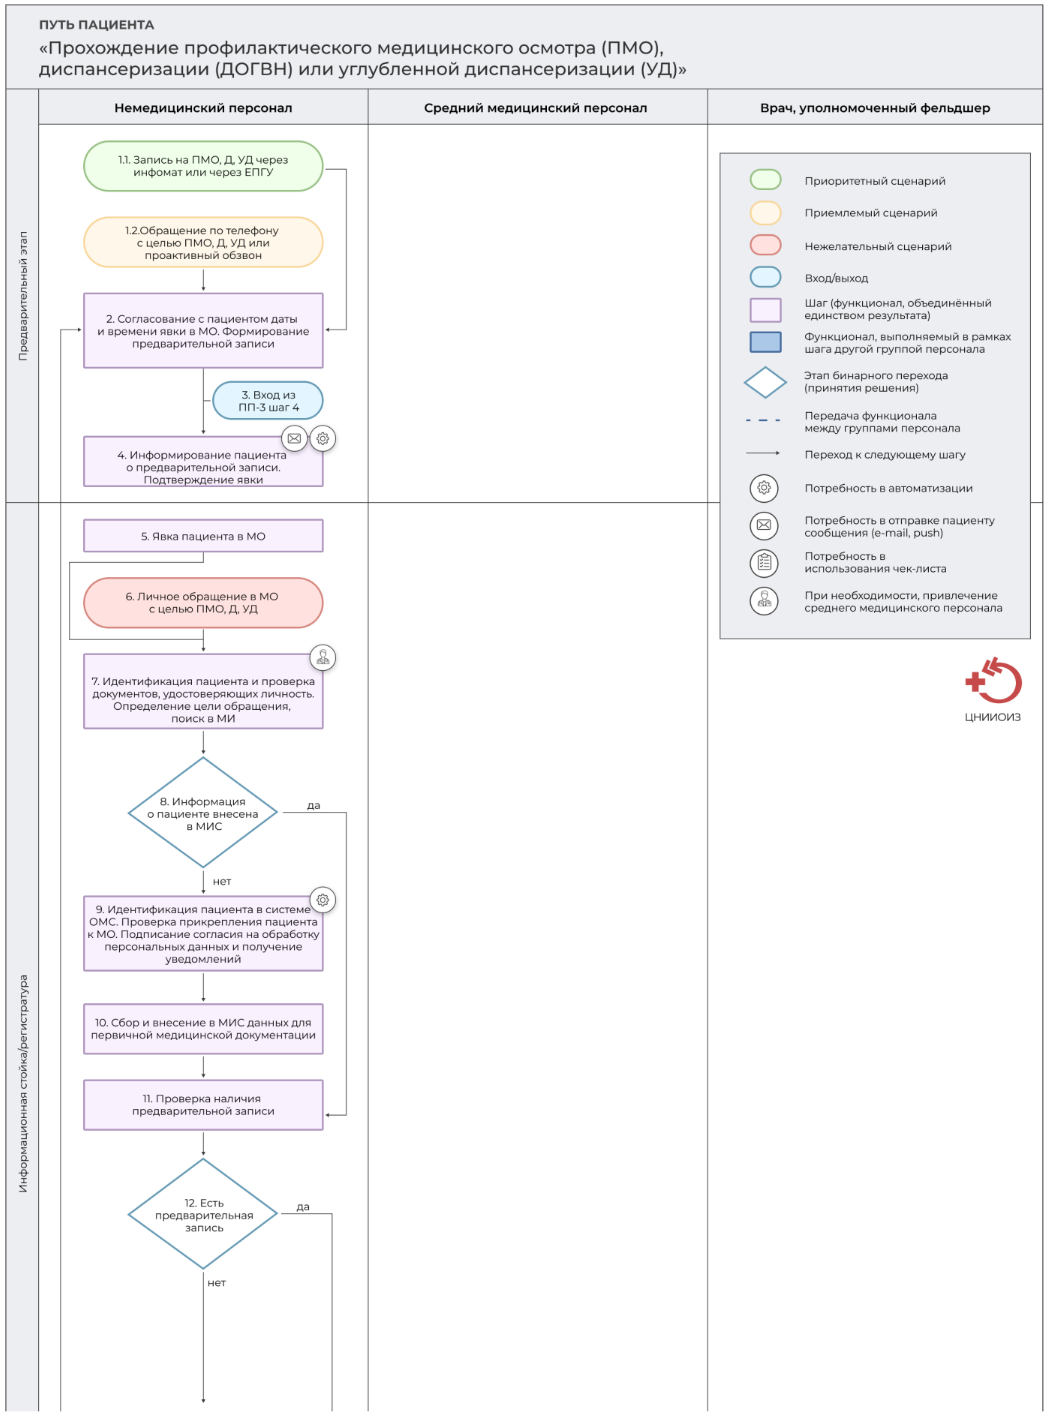 ПУТЬ ПАЦИЕНТА
«Прохождение профилактического медицинского осмотра (ПМО),
диспансеризации (ДОГВН) или углубленной диспансеризации (УД)»
Немедицинский персонал
Средний медицинский персонал
Врач, уполномоченный фельдшер
Предварительный этап
1.1. Запись на ПМО, Д, УД через
инфомат или через ЕПГУ
1.2.Обращение по телефону
с целью ПМО, Д, УД или
проактивный обзвон
2. Согласование с пациентом даты
и времени явки в МО. Формирование
предварительной записи
3. Вход из
ПП-3 шаг 4
4. Информирование пациента
о предварительной записи.
Подтверждение явки
Приоритетный сценарий
Приемлемый сценарий
Нежелательный сценарий
Вход/выход
Шаг (функционал, объединённый
единством результата)
Функционал, выполняемый в рамках
шага другой группой персонала
Этап бинарного перехода
(принятия решения)
Передача функционала
между группами персонала
Переход к следующему шагу
Потребность в автоматизации
Потребность в отправке пациенту
сообщения (e-mail, push)
Потребность в
использования чек-листа
При необходимости, привлечение
среднего медицинского персонала
ЦНИИОИЗ
Информационная стойка/регистратура
5. Явка пациента в МО
6. Личное обращение в МО
с целью ПМО, Д, УД
7. Идентификация пациента и проверка
документов, удостоверяющих личность.
Определение цели обращения,
поиск в МИ
8. Информация
о пациенте внесена
в МИС
да
нет
9. Идентификация пациента в системе
ОМС. Проверка прикрепления пациента
к МО. Подписание согласия на обработку
персональных данных и получение
уведомлений
10. Сбор и внесение в МИС данных для
первичной медицинской документации
11. Проверка наличия
предварительной записи
12. Есть
предварительная
запись
да
нет